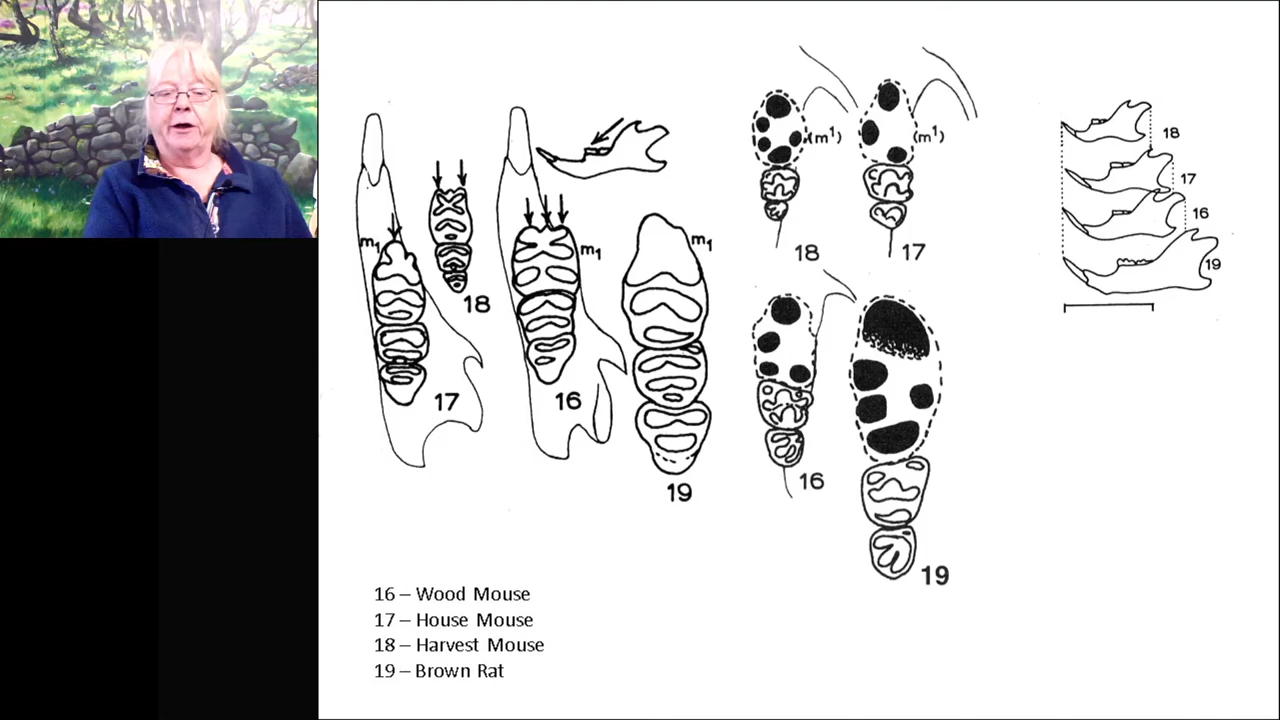 m1
17
18
m1
16
m1
19
(m¹)
18
(m¹)
17
16
19
18
17
16
19
16 – Wood Mouse
17 – House Mouse
18 – Harvest Mouse
19 – Brown Rat